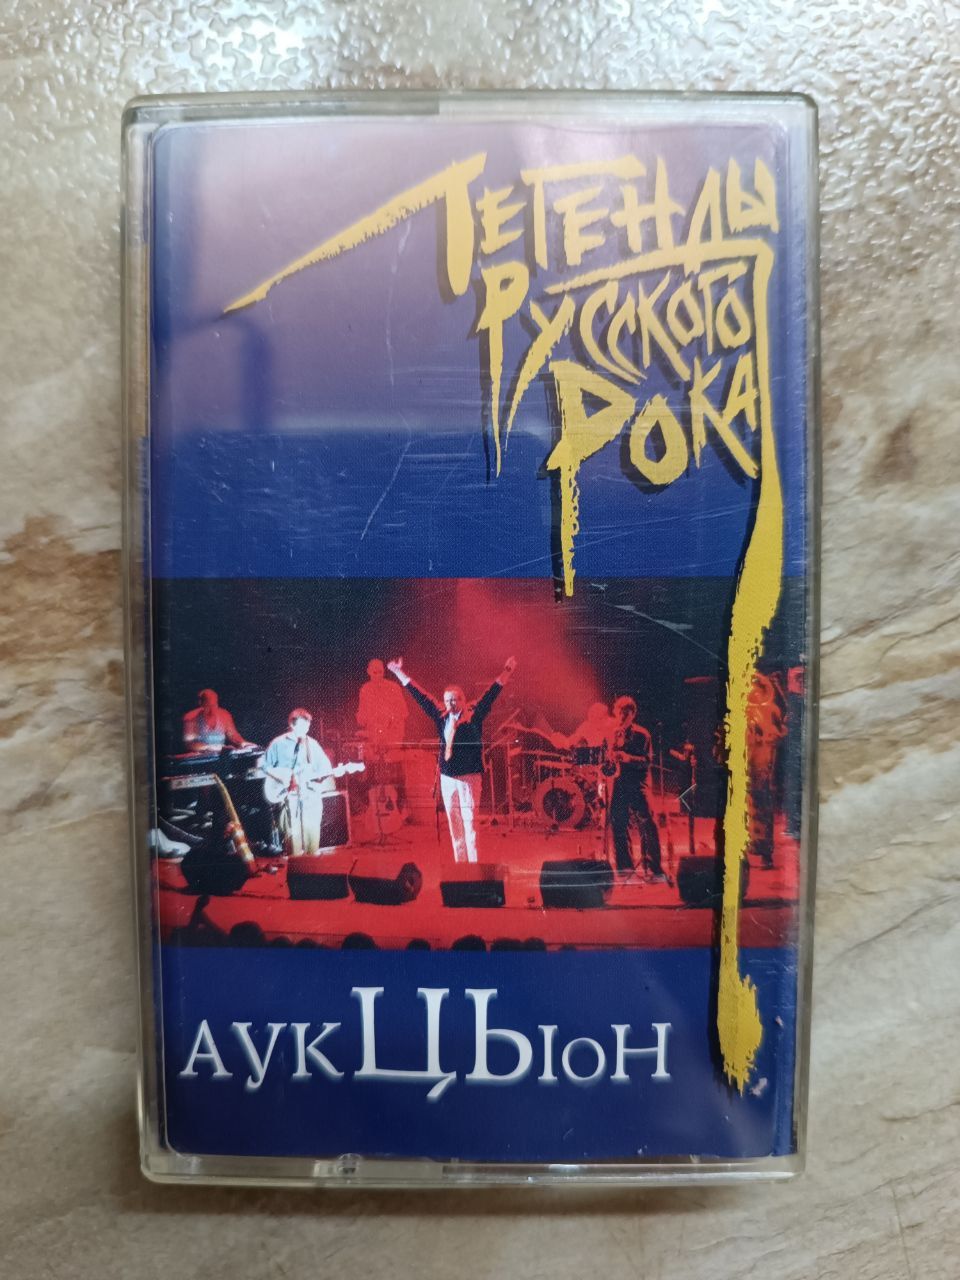 Легенды
Русского
Рока
АукцЫон